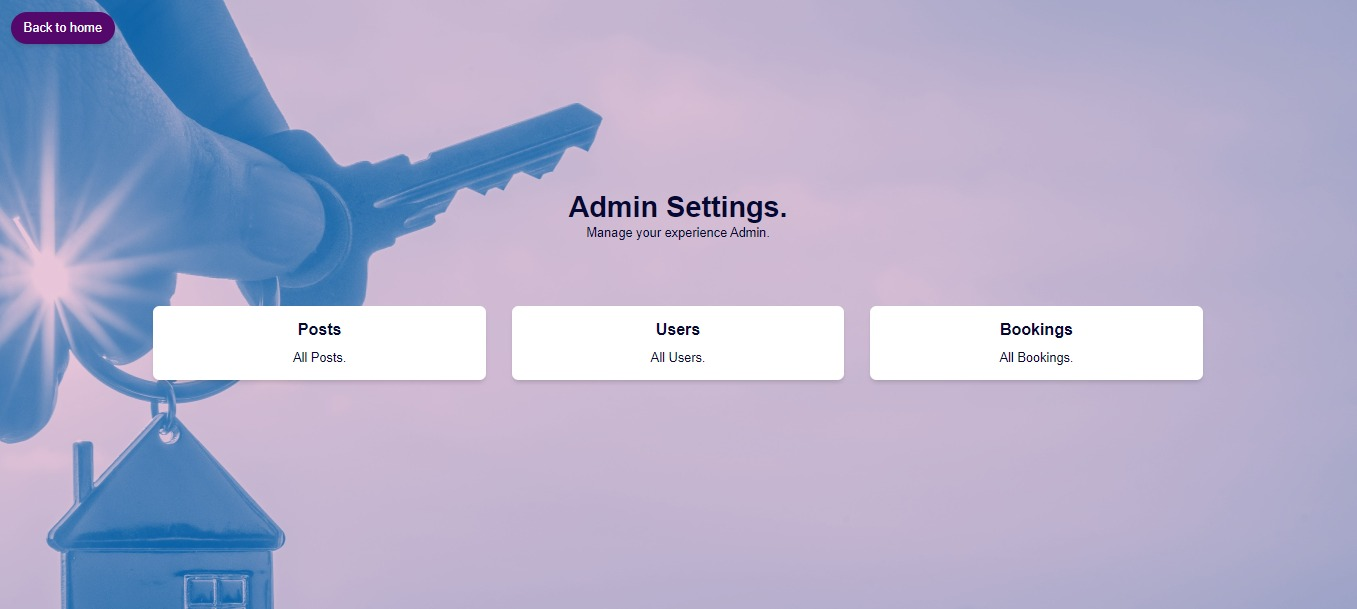 Back to home
Admin Settings.
Manage your experience Admin.
Posts
All Posts.
Users
All Users.
Bookings
All Bookings.